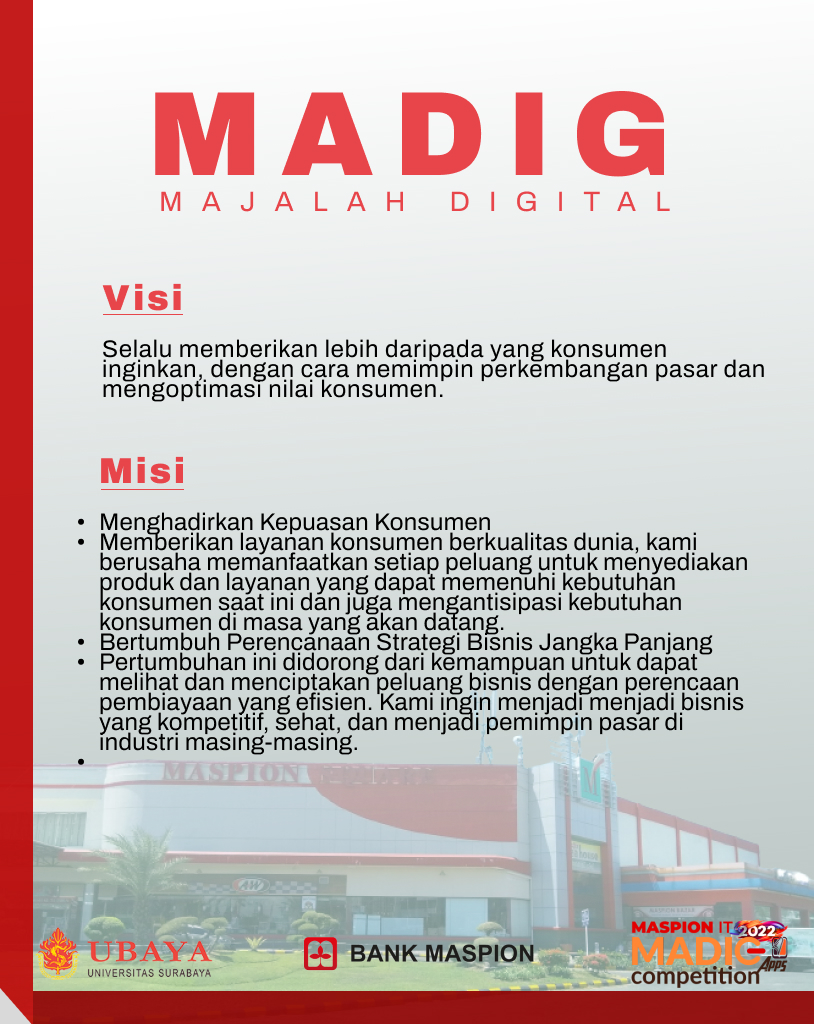 MADIG
MAJALAH DIGITAL
Visi
Selalu memberikan lebih daripada yang konsumen
inginkan, dengan cara memimpin perkembangan pasar dan
mengoptimasi nilai konsumen.
Misi
• Menghadirkan Kepuasan Konsumen
• Memberikan layanan konsumen berkualitas dunia, kami
berusaha memanfaatkan setiap peluang untuk menyediakan
produk dan layanan yang dapat memenuhi kebutuhan
konsumen saat ini dan juga mengantisipasi kebutuhan
konsumen di masa yang akan datang.
• Bertumbuh Perencanaan Strategi Bisnis Jangka Panjang
• Pertumbuhan ini didorong dari kemampuan untuk dapat
melihat dan menciptakan peluang bisnis dengan perencaan
pembiayaan yang efisien. Kami ingin menjadi menjadi bisnis
yang kompetitif, sehat, dan menjadi pemimpin pasar di
industri masing-masing.
•
MASPION
M
A&W
MASPION BAZAR
UBAYA
UNIVERSITAS SURABAYA
BANK MASPION
MASPION IT 2022
MADIG
Apps
competition